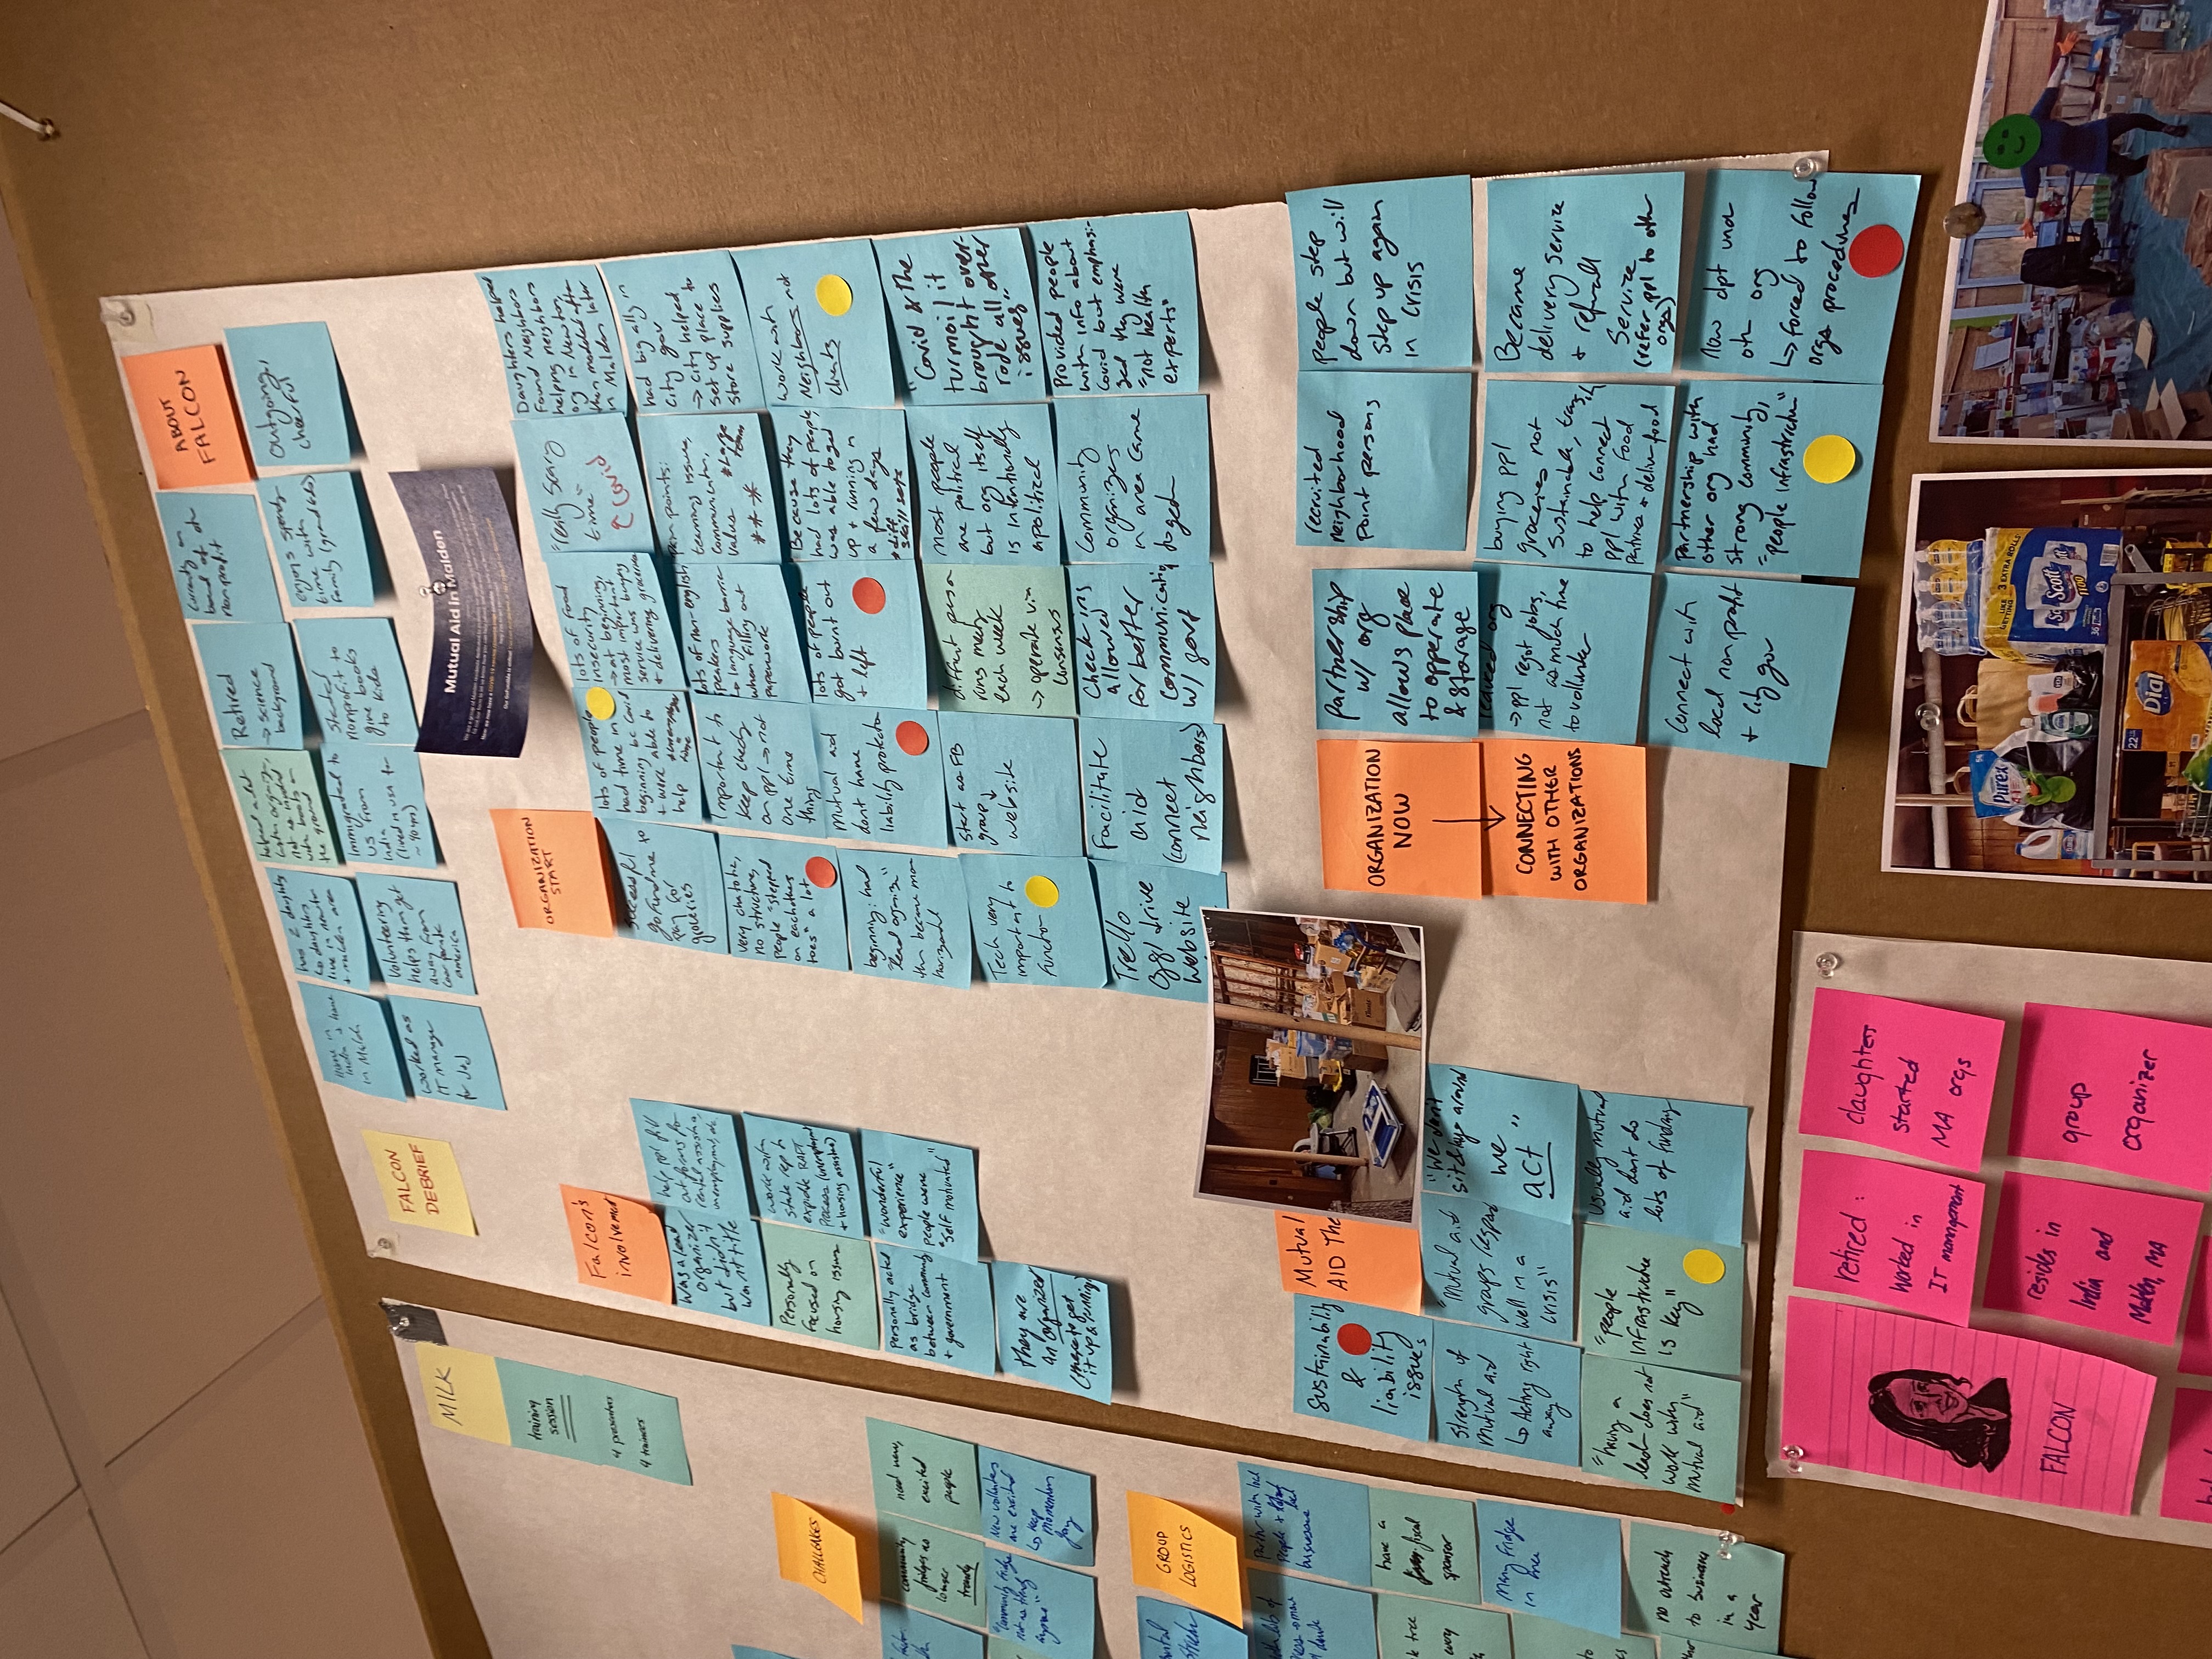 ABOUT
FALCON
Currently on
board of oth
nonprofit
Retired
→ science
background
helped a lot
with organizing,
not as involved
with boots on
the ground
has 2 daughters
↳ daughters
live in newton
+ malden area
Home in
India + home
in Malden
outgoing,
cheerful
enjoys spendg
time with
family (grandkids)
Started
nonprofit to
give books
to kids
Immigrated to
US from
India
(lived in USA for
~ 40 yrs)
Volunteering
helps them get
away from
corporate
america
worked as
IT manager
for J&J
FALCON
DEBRIEF
Mutual Aid in Malden
MILK
training
session
4 presenters
4 trainees
Falcon's
involvement
Was a lead
organizer
but didn't
want title
help ppl fill
out forms for
rental assista
unemployment, etc
Personally
focused on
housing issues
work with
state rep to
expidite RAFT
process (unemployment
+ housing assistance)
personally acted
as bridge
between community
+ government
"wonderful
experience"
people were
"self motivated"
they are
an organizer
(there to get
it up & running)
ORGANIZATION
START
successful
gofundme to
pay for
groceries
lots of people
had time in
beginning bc Covid
+ were able to
help
time"
lots of food
insecurity
→ at beginning,
most important
service was buying
+ delivering groceries
"really scary
time"
Covid
Daughters helped
found Neighbors
helping neighbors
org in Newton,
then modeled after
in Malden later
very chatotic,
no structure,
people "stepped
on eachothers
toes" a lot
Important to
keep checkg
on ppl → not
one time
thing
lots of non-english
speakers
↳ language barrier
when filling out
paperwork
pain points:
teaming issues,
communication,
values
*** *large
team
had big ally in
city gov
→ city helped
set up place to
store supplies
beginning: had
"lead organize"
then became more
horizontal
Mutual aid
dont have
liability protection
lots of people
got burnt out
+ left
Because they
had lots of people,
was able to get
up + running in
a few days
*diff
skill sets
work with
Neighbors not
clients
Tech very
important to
function
start as FB
group ↓
website
different person
runs meetg
each week
→ operate via
consensus
most people
are political
but org itself
is intentionally
apolitical
"Covid & the
turmoil it
brought over-
rode all other
issues"
Trello
ggl drive
website
Facilitate
aid
(connect
neighbors)
Check ins
allowed
for better
communication
w/ govt
Community
organizers
in area came
together
Provided people
with info about
Covid but emphasi-
zed they were
"not health
experts"
CHALLENGES
community
fridges no
longer
trendy
need new,
excited
people
"Community fridge
not as trendy
anymore"
New volunteers
are excited
↳ keep
momentum
going
GROUP
LOGISTICS
partner with local
people +
businesses
have a
fiscal
sponsor
Many fridge
in area
no outreach
to businesses
in a
year
Sustainability
&
liability
issues
Mutual
AID The
strength of
mutual aid
↳ Acting right
away
"Mutual aid
groups respond
well in a
crisis"
"We don't
sit & lage around
we
act"
"having a
leader does not
work with
mutual aid"
"people
infrastructure
is key"
Usually mutual
aid dont do
lots of funding
ORGANIZATION
NOW
↓
CONNECTING
WITH OTHER
ORGANIZATIONS
partnership
w/ org
allows place
to opperate
& storage
recruited
neighborhood
point persons
people step
down but will
step up again
in crisis
reduced org
→ ppl regot jobs,
not as much time
to volunteer
buying ppl
groceries not
sustainable, transition
to help connect
ppl with food
pantries + deliver food
Became
delivery service
+ referall
service
(refer ppl to other
orgs)
Connect with
local non profit
+ city gov
partnership with
other org had
strong community,
"people infrastructure"
now dpt under
oth org
↳ forced to follow
orgs procedures
FALCON
retired :
worked in
IT management
daughters
started
MA orgs
resides in
India and
Malden, MA
group
organizer
Purex
LIKE
GETTING
3 EXTRA ROLLS
Scott
1100
36
22
Dial